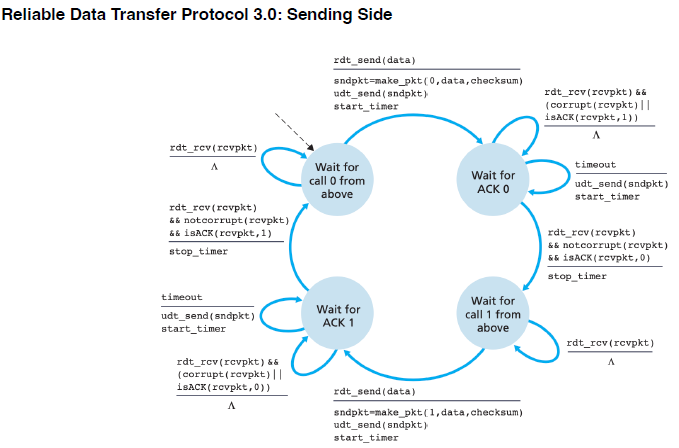 Reliable Data Transfer Protocol 3.0: Sending Side
rdt_send(data)
sndpkt=make_pkt(0,data,checksum)
udt_send(sndpkt)
start_timer
rdt_rcv(rcvpkt) &&
(corrupt(rcvpkt)||
isACK(rcvpkt,1))
Λ
rdt_rcv(rcvpkt)
Λ
Wait for
call 0 from
above
Wait for
ACK 0
timeout
udt_send(sndpkt)
start_timer
rdt_rcv(rcvpkt)
&& notcorrupt(rcvpkt)
&& isACK(rcvpkt,1)
stop_timer
rdt_rcv(rcvpkt)
&& notcorrupt(rcvpkt)
&& isACK(rcvpkt,0)
stop_timer
timeout
udt_send(sndpkt)
start_timer
Wait for
ACK 1
Wait for
call 1 from
above
rdt_rcv(rcvpkt)
Λ
rdt_rcv(rcvpkt) &&
(corrupt(rcvpkt)||
isACK(rcvpkt,0))
Λ
rdt_send(data)
sndpkt=make_pkt(1,data,checksum)
udt_send(sndpkt)
start_timer